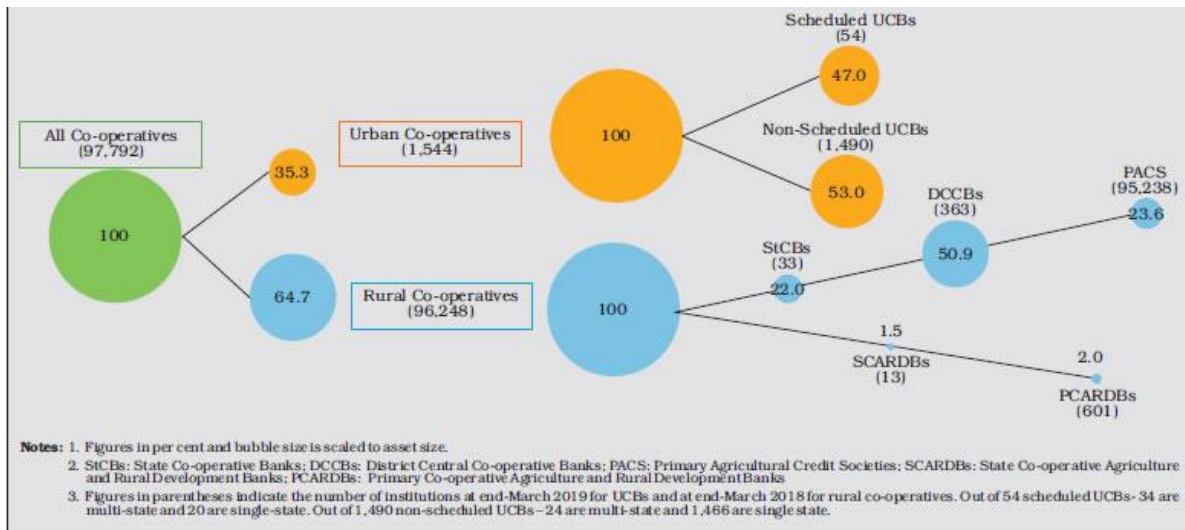 Scheduled UCBs
(54)
47.0
All Co-operatives
(97,792)
100
35.3
64.7
Urban Co-operatives
(1,544)
100
Non-Scheduled UCBs
(1,490)
53.0
Rural Co-operatives
(96,248)
100
StCBs
(33)
22.0
DCCBs
(363)
50.9
PACS
(95,238)
23.6
1.5
SCARDBs
(13)
2.0
PCARDBs
(601)
Notes: 1. Figures in per cent and bubble size is scaled to asset size.
2. StCBs: State Co-operative Banks; DCCBs: District Central Co-operative Banks; PACS: Primary Agricultural Credit Societies; SCARDBs: State Co-operative Agriculture
and Rural Development Banks; PCARDBs: Primary Co-operative Agriculture and Rural Development Banks
3. Figures in parentheses indicate the number of institutions at end-March 2019 for UCBs and at end-March 2018 for rural co-operatives. Out of 54 scheduled UCBs- 34 are
multi-state and 20 are single-state. Out of 1,490 non-scheduled UCBs – 24 are multi-state and 1,466 are single state.